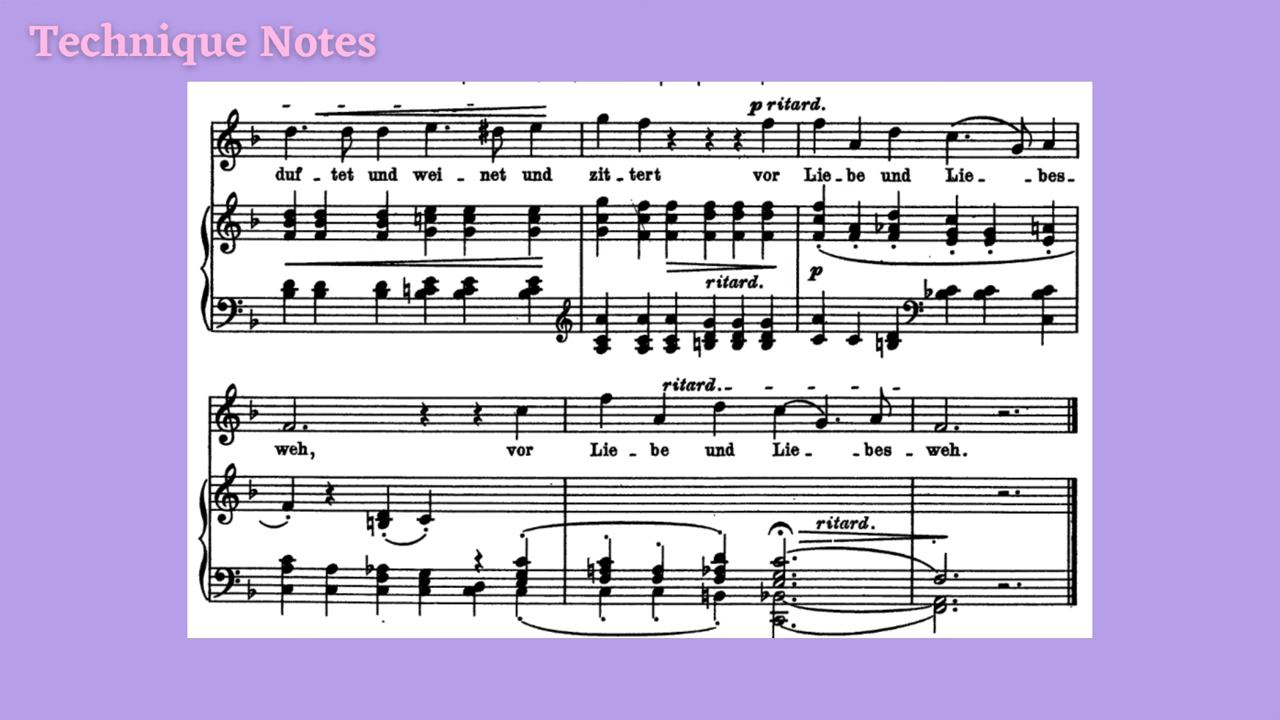 Technique Notes
p ritard.
duf - tet und wei - net und zit - tert vor Lie - be und Lie - - bes -
ritard.
p
ritard. - - - - -
weh, vor Lie - be und Lie - - bes - weh.
ritard.